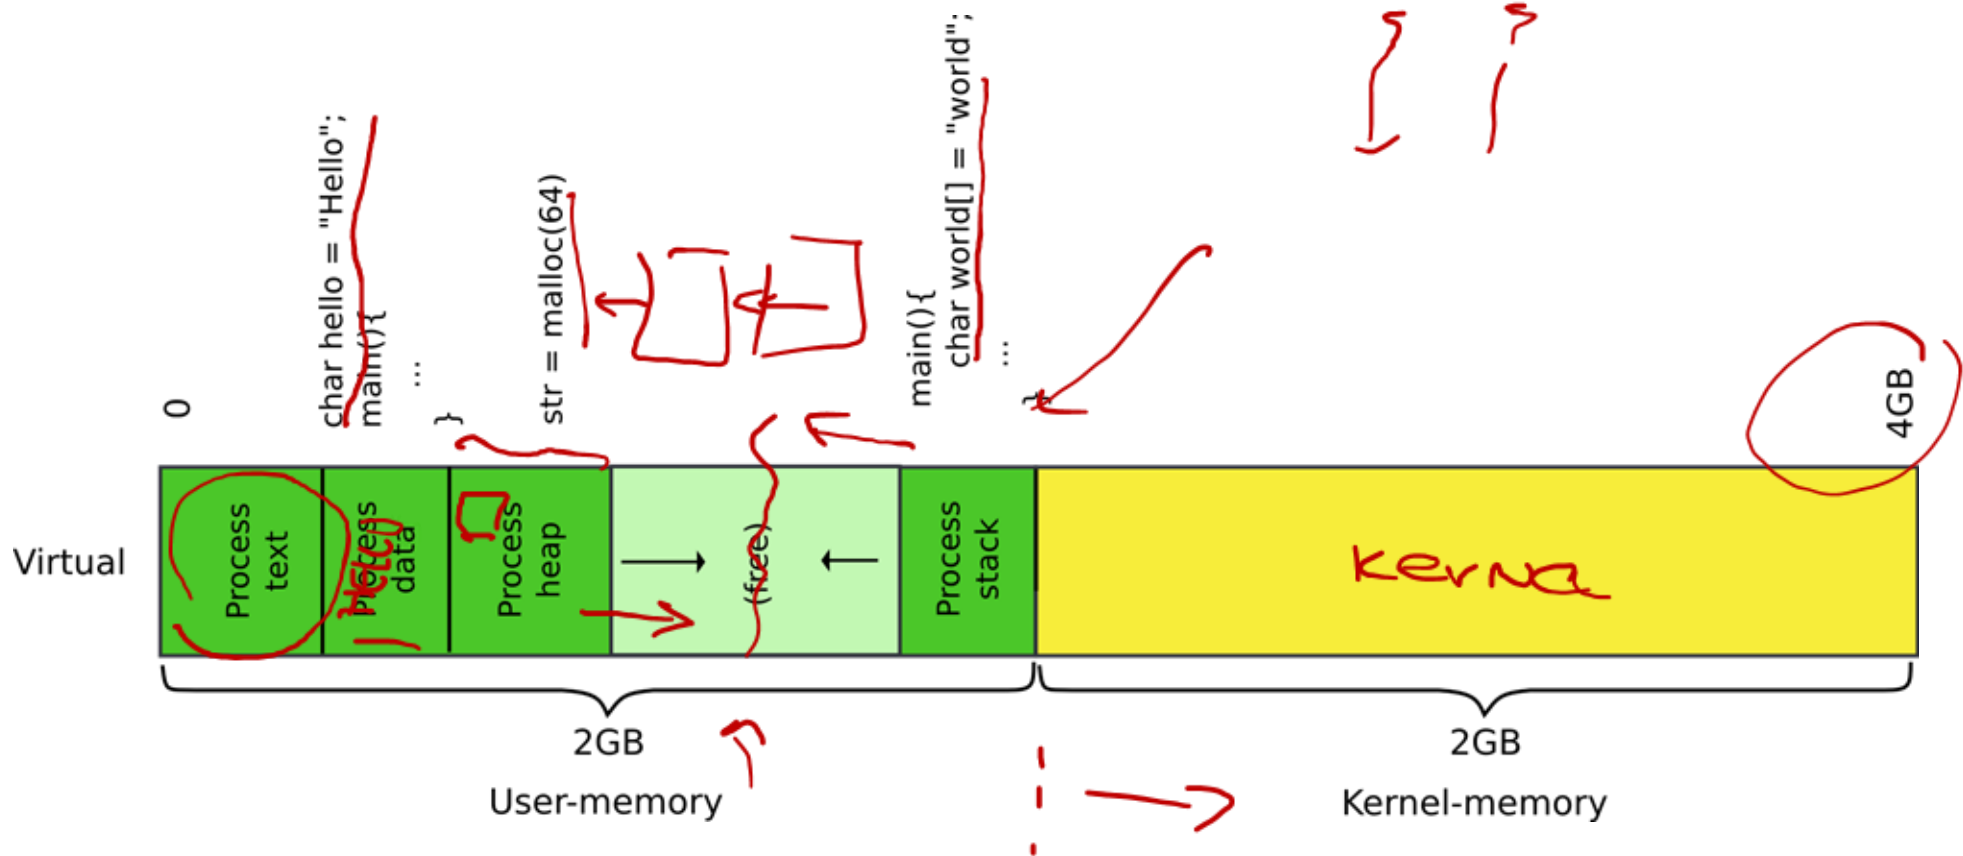 0
char hello = "Hello";
main(){
...
}
str = malloc(64)
main(){
char world[] = "world";
...
}
4GB
Virtual
Process
text
Process
data
Hello
Process
heap
(free)
Process
stack
Kerna
2GB
User-memory
2GB
Kernel-memory